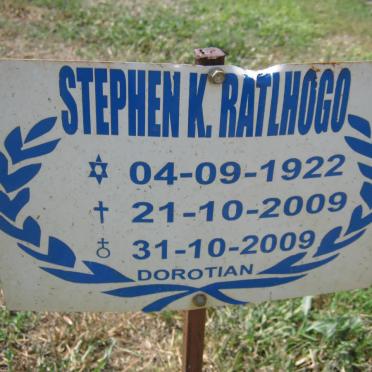 STEPHEN K. RATLHOGO
✡ 04-09-1922
✝ 21-10-2009
♁ 31-10-2009
DOROTIAN